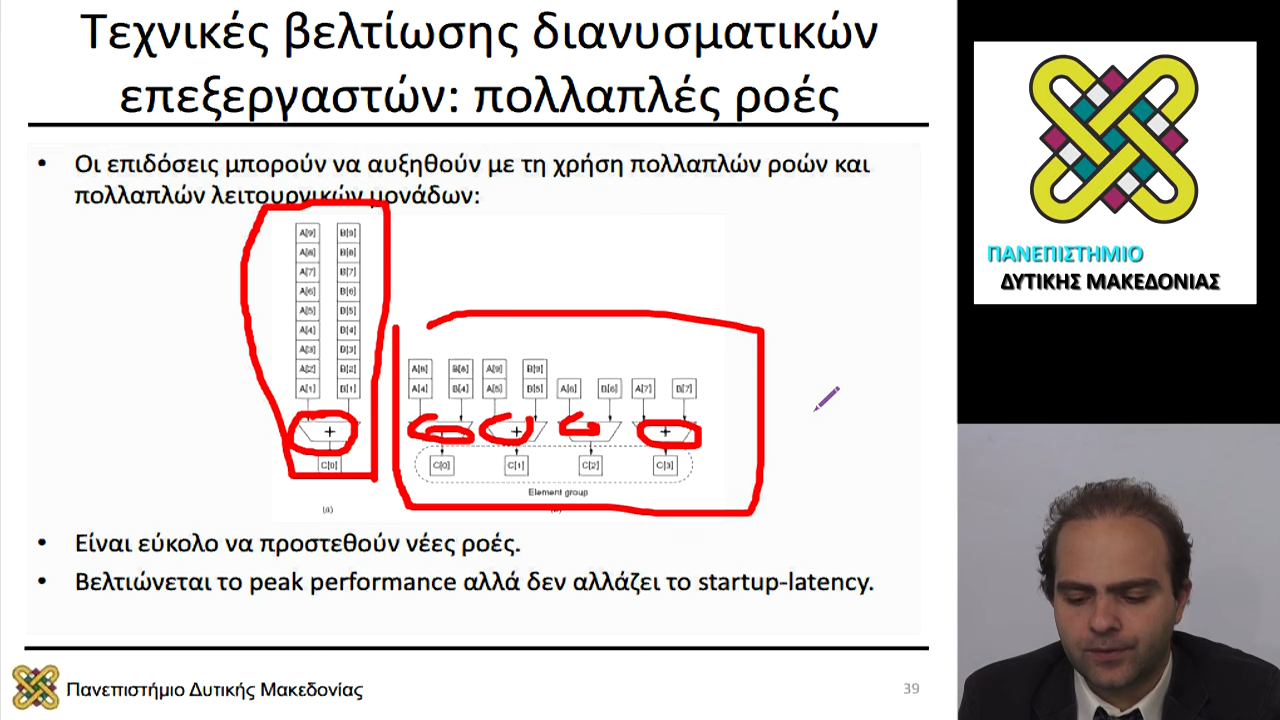 Τεχνικές βελτίωσης διανυσματικών
επεξεργαστών: πολλαπλές ροές
• Οι επιδόσεις μπορούν να αυξηθούν με τη χρήση πολλαπλών ροών και
πολλαπλών λειτουργικών μονάδων:
A[9] B[9]
A[8] B[8]
A[7] B[7]
A[6] B[6]
A[5] B[5]
A[4] B[4]
A[3] B[3]
A[2] B[2]
A[1] B[1]
+
C[0]
(a)
A[8] B[8] A[9] B[9]
A[4] B[4] A[5] B[5] A[6] B[6] A[7] B[7]
+ +
C[0] C[1] C[2] C[3]
Element group
• Είναι εύκολο να προστεθούν νέες ροές.
• Βελτιώνεται το peak performance αλλά δεν αλλάζει το startup-latency.
Πανεπιστήμιο Δυτικής Μακεδονίας
39
ΠΑΝΕΠΙΣΤΗΜΙΟ
ΔΥΤΙΚΗΣ ΜΑΚΕΔΟΝΙΑΣ